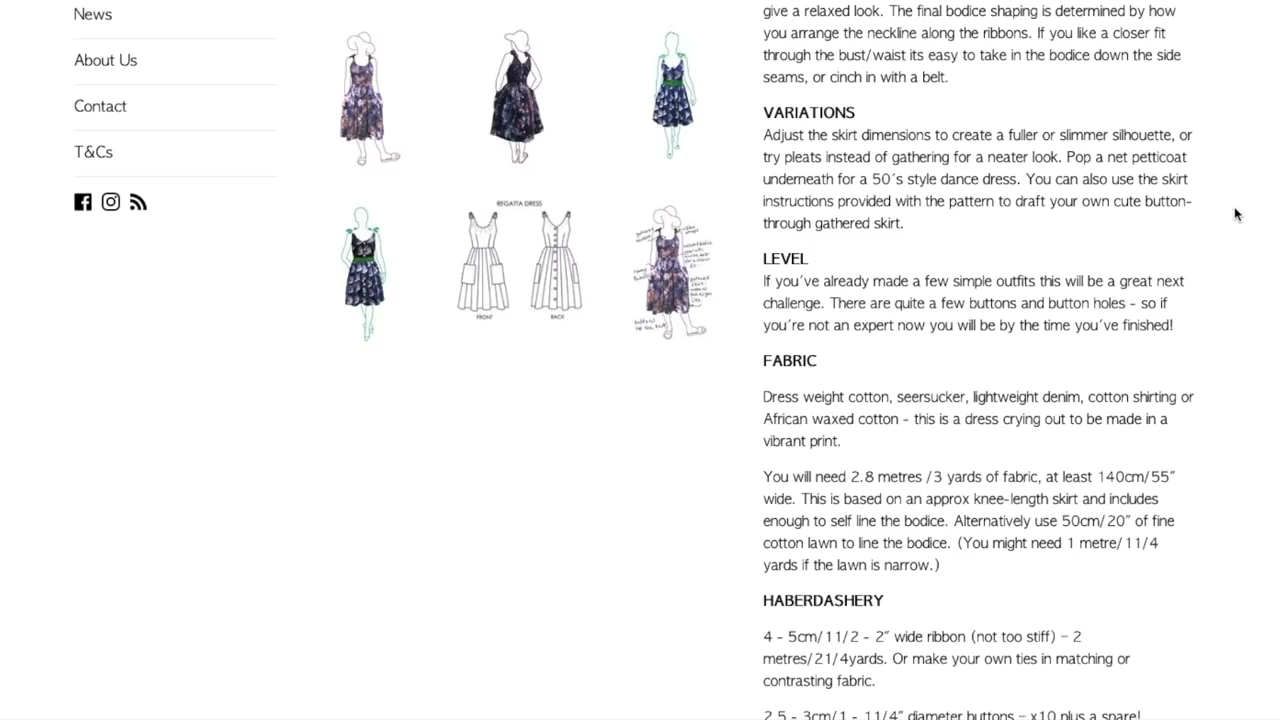 News
About Us
Contact
T&Cs
REGATTA DRESS
FRONT
BACK
give a relaxed look. The final bodice shaping is determined by how
you arrange the neckline along the ribbons. If you like a closer fit
through the bust/waist its easy to take in the bodice down the side
seams, or cinch in with a belt.
VARIATIONS
Adjust the skirt dimensions to create a fuller or slimmer silhouette, or
try pleats instead of gathering for a neater look. Pop a net petticoat
underneath for a 50´s style dance dress. You can also use the skirt
instructions provided with the pattern to draft your own cute button-
through gathered skirt.
LEVEL
If you´ve already made a few simple outfits this will be a great next
challenge. There are quite a few buttons and button holes - so if
you´re not an expert now you will be by the time you´ve finished!
FABRIC
Dress weight cotton, seersucker, lightweight denim, cotton shirting or
African waxed cotton - this is a dress crying out to be made in a
vibrant print.
You will need 2.8 metres /3 yards of fabric, at least 140cm/55″
wide. This is based on an approx knee-length skirt and includes
enough to self line the bodice. Alternatively use 50cm/20″ of fine
cotton lawn to line the bodice. (You might need 1 metre/11/4
yards if the lawn is narrow.)
HABERDASHERY
4 - 5cm/11/2 - 2″ wide ribbon (not too stiff) – 2
metres/21/4yards. Or make your own ties in matching or
contrasting fabric.
2.5 - 3cm/1 - 11/4″ diameter buttons – x10 plus a spare!